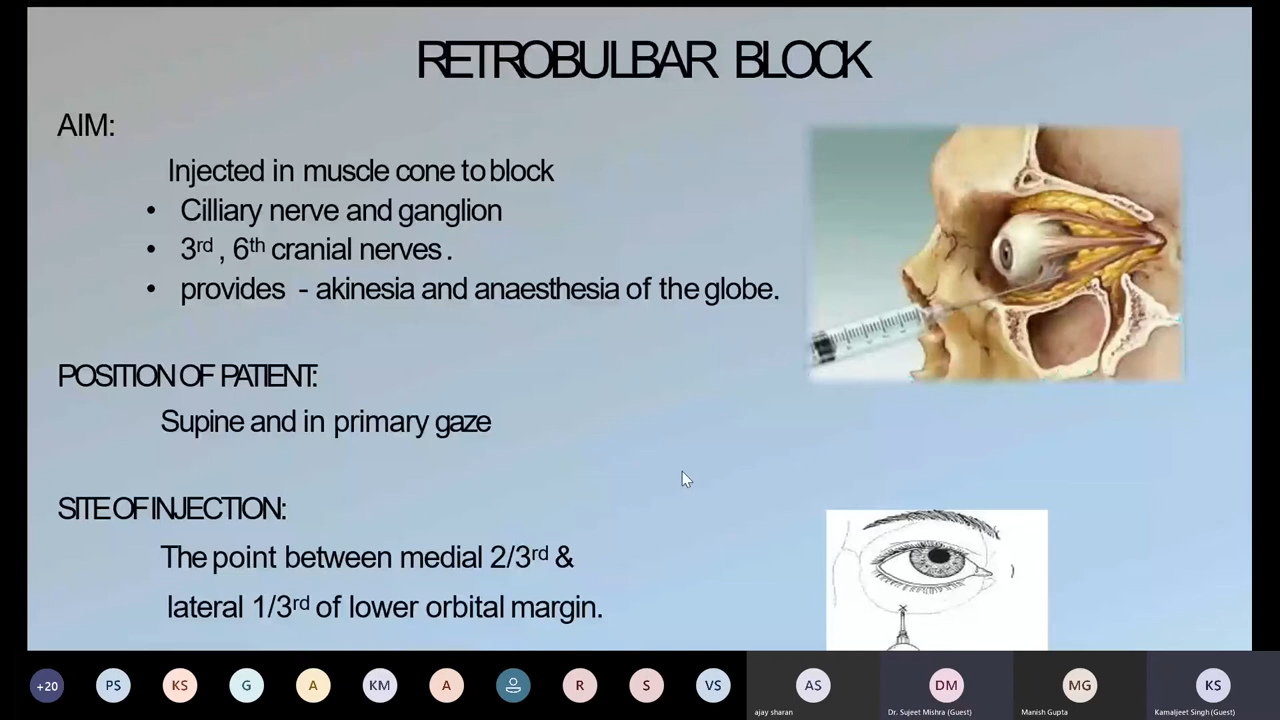 RETROBULBAR BLOCK
AIM:
Injected in muscle cone to block
• Cilliary nerve and ganglion
• 3rd , 6th cranial nerves .
• provides - akinesia and anaesthesia of the globe.
POSITION OF PATIENT:
Supine and in primary gaze
SITE OF INJECTION:
The point between medial 2/3rd &
lateral 1/3rd of lower orbital margin.
+20 PS KS G A KM A R S VS AS DM MG KS
ajay sharan Dr. Sujeet Mishra (Guest) Manish Gupta Kamaljeet Singh (Guest)